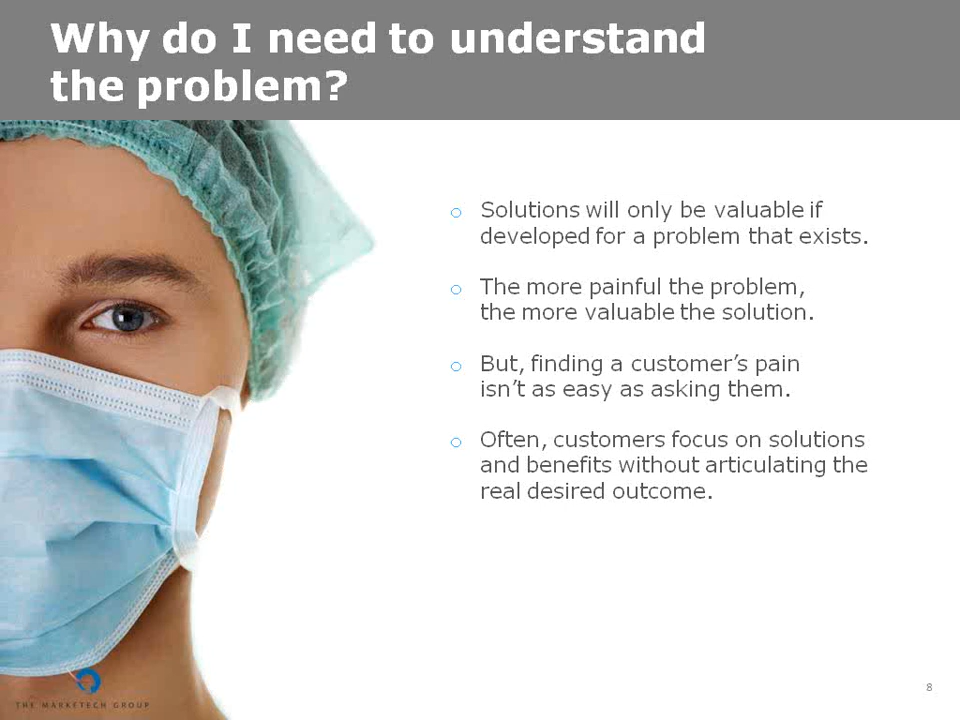 Why do I need to understand
the problem?
o Solutions will only be valuable if
developed for a problem that exists.
o The more painful the problem,
the more valuable the solution.
o But, finding a customer’s pain
isn’t as easy as asking them.
o Often, customers focus on solutions
and benefits without articulating the
real desired outcome.
THE MARKETECH GROUP
8